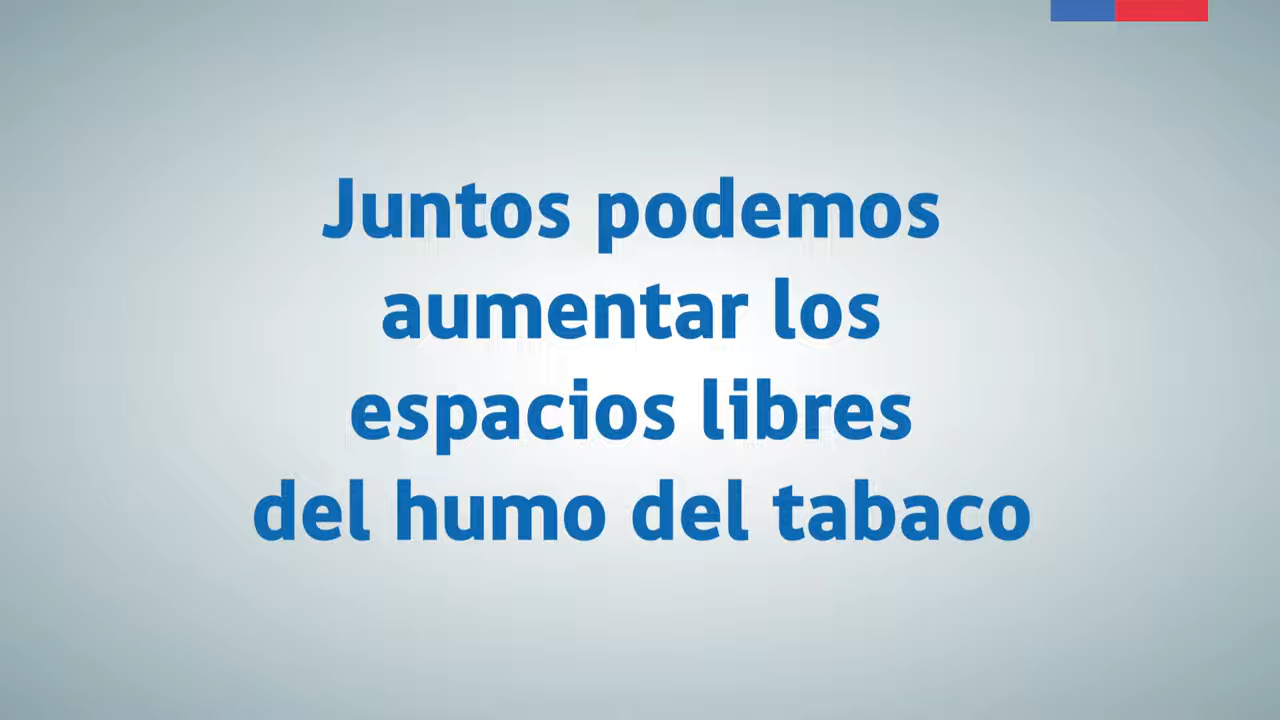 Juntos podemos
aumentar los
espacios libres
del humo del tabaco